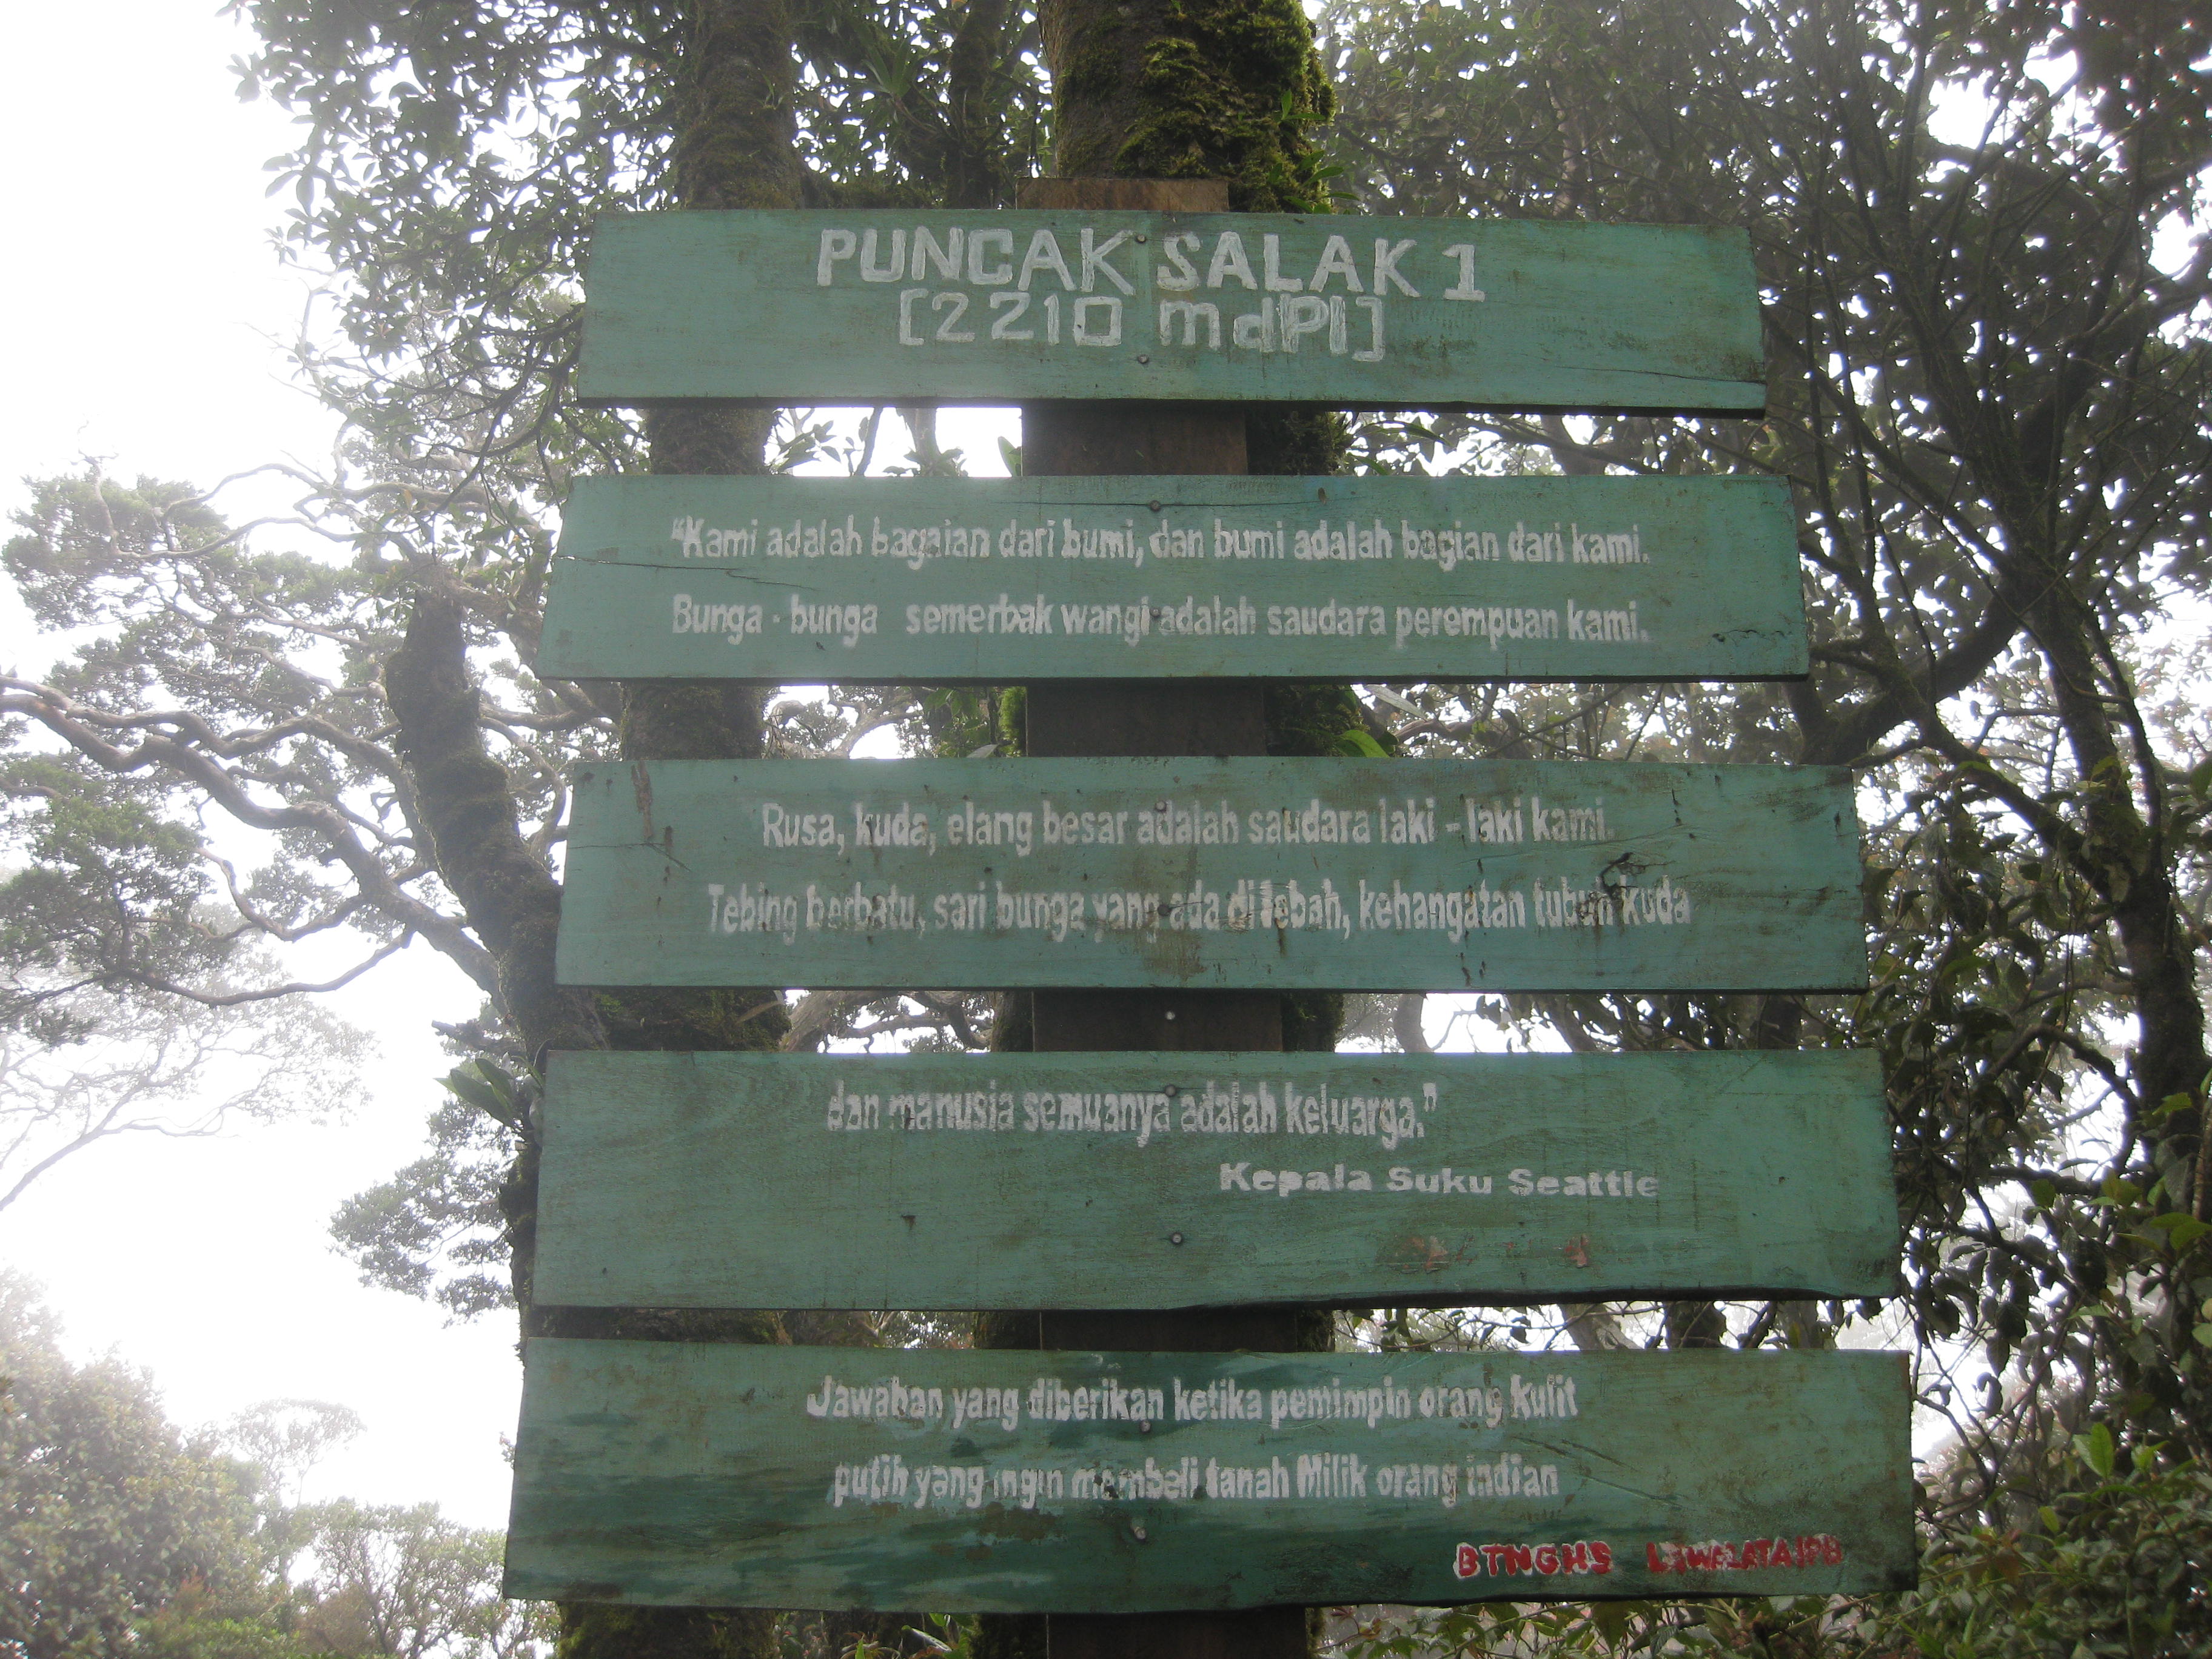 PUNCAK SALAK 1
[2210 mdPl]
"Kami adalah bagaian dari bumi, dan bumi adalah bagian dari kami.
Bunga - bunga semerbak wangi adalah saudara perempuan kami.
Rusa, kuda, elang besar adalah saudara laki - laki kami.
Tebing berbatu, sari bunga yang ada di lebah, kehangatan tubuh kuda
dan manusia semuanya adalah keluarga."
Kepala Suku Seattle
Jawaban yang diberikan ketika pemimpin orang Kulit
putih yang ingin membeli tanah Milik orang indian
BTNGHS LAWALATA IPB